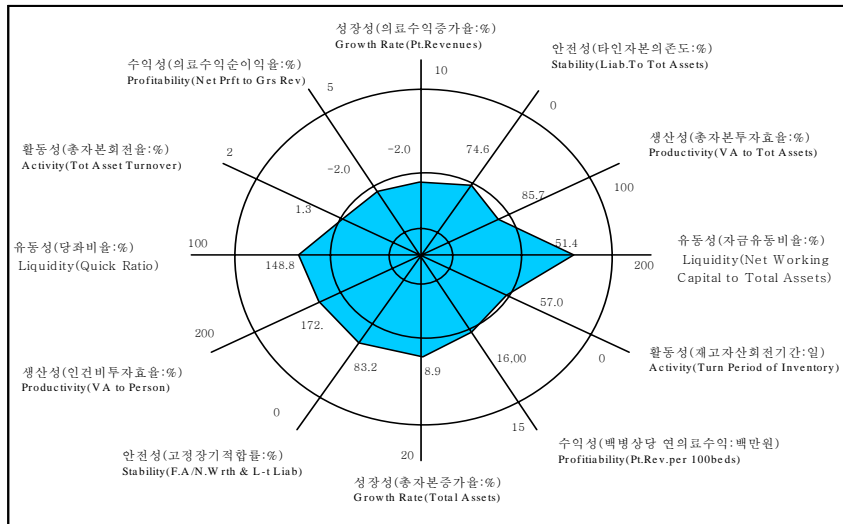 성장성(의료수익증가율:%)
Growth Rate(Pt.Revenues)
10
안전성(타인자본의존도:%)
Stability(Liab.To Tot Assets)
0
수익성(의료수익순이익율:%)
Profitability(Net Prft to Grs Rev)
5
생산성(총자본투자효율:%)
Productivity(VA to Tot Assets)
100
활동성(총자본회전율:%)
Activity(Tot Asset Turnover)
2
-2.0
74.6
-2.0
85.7
1.3
유동성(당좌비율:%)
Liquidity(Quick Ratio)
100
148.8
51.4
유동성(자금유동비율:%)
Liquidity(Net Working
Capital to Total Assets)
200
172.
57.0
200
생산성(인건비투자효율:%)
Productivity(VA to Person)
활동성(재고자산회전기간:일)
Activity(Turn Period of Inventory)
0
83.2
8.9
16.00
0
15
안전성(고정장기적합률:%)
Stability(F.A/N.Wrth & L-t Liab)
20
성장성(총자본증가율:%)
Growth Rate(Total Assets)
수익성(백병상당 연의료수익:백만원)
Profitiability(Pt.Rev.per 100beds)